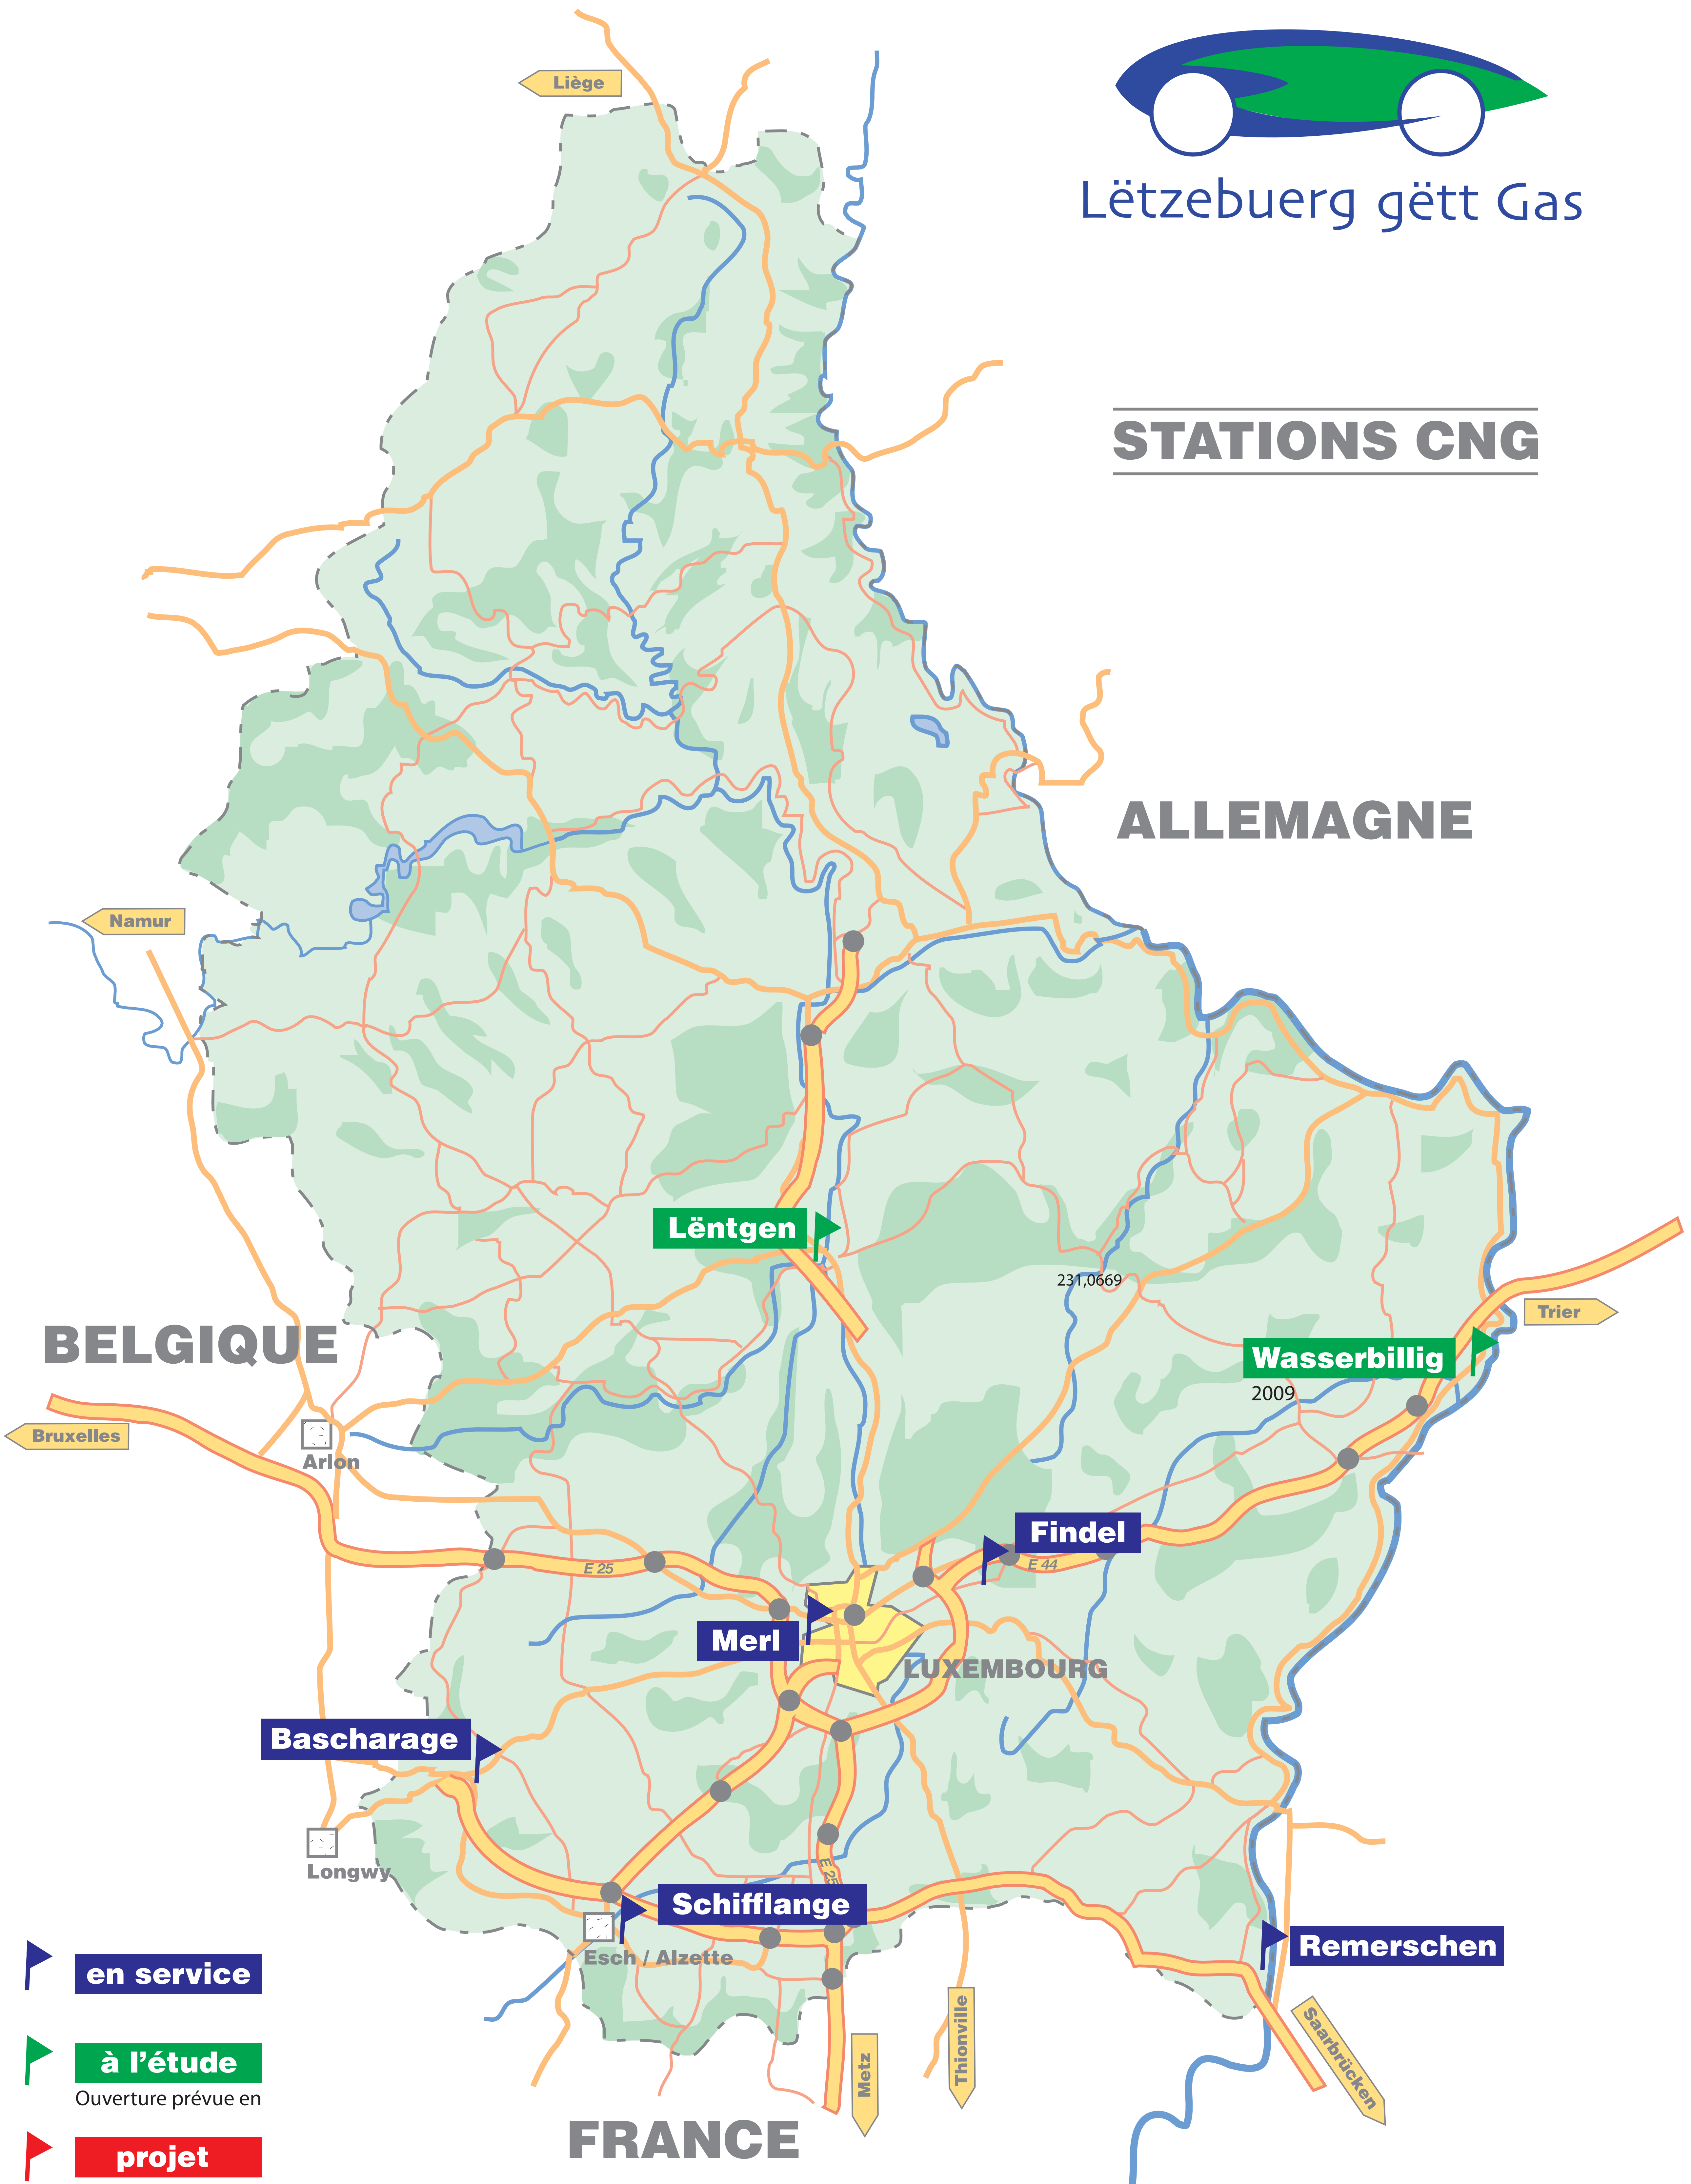 Liège
Lëtzebuerg gëtt Gas
STATIONS CNG
ALLEMAGNE
Namur
Lëntgen
231,0669
Trier
BELGIQUE
Wasserbillig
2009
Bruxelles
Arlon
Findel
E 25
E 44
Merl
LUXEMBOURG
Bascharage
Longwy
E 25
Schifflange
Esch / Alzette
Remerschen
en service
à l'étude
Ouverture prévue en
projet
Metz
Thionville
Saarbrücken
FRANCE